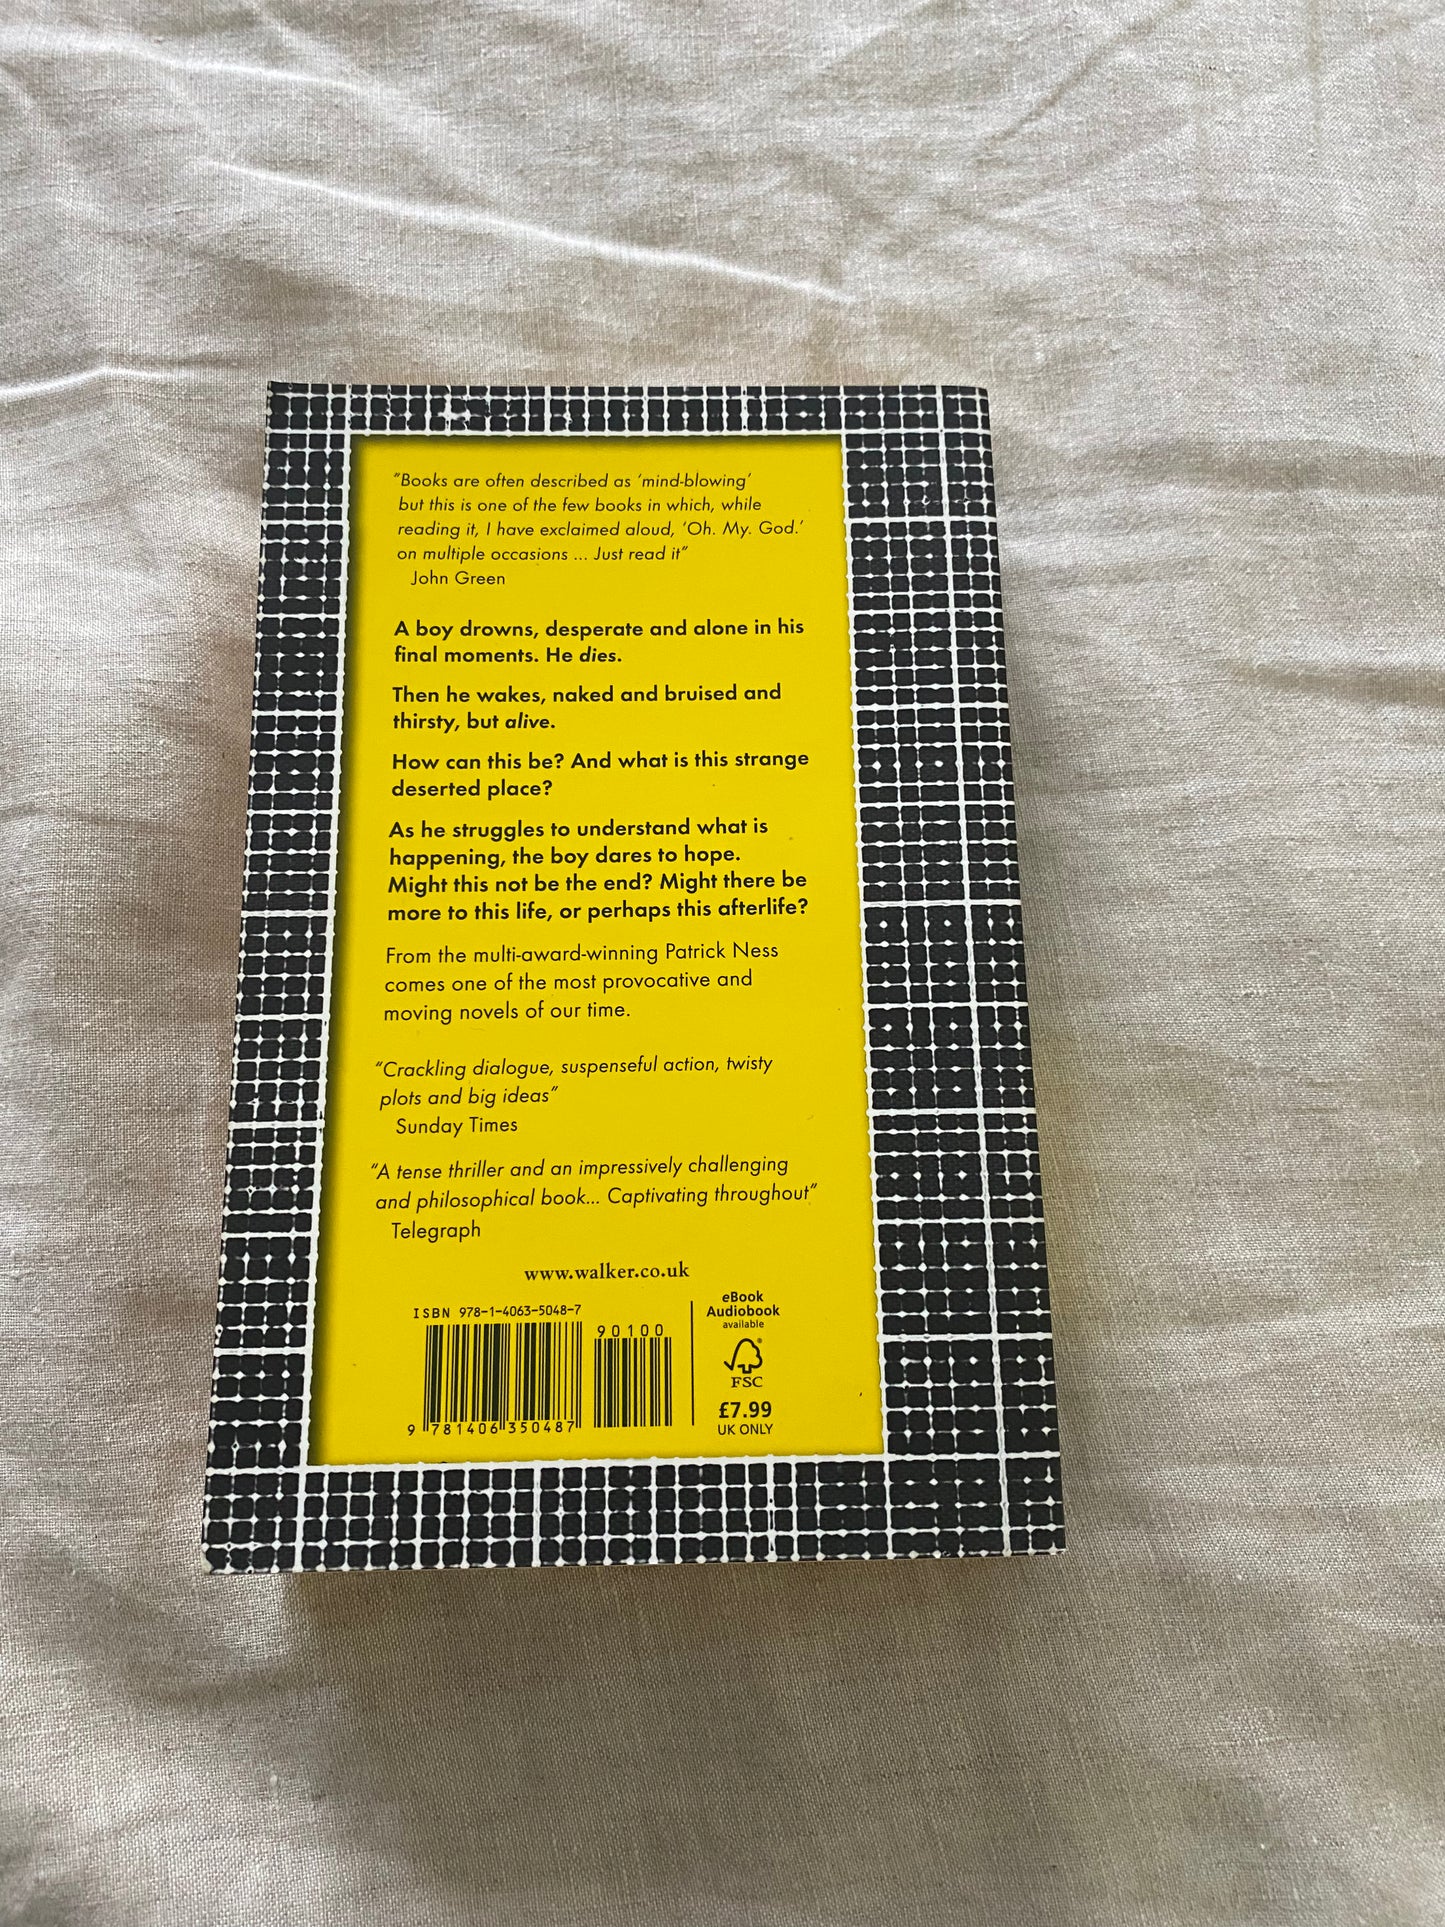 "Books are often described as 'mind-blowing'
but this is one of the few books in which, while
reading it, I have exclaimed aloud, 'Oh. My. God.'
on multiple occasions ... Just read it"
John Green
A boy drowns, desperate and alone in his
final moments. He dies.
Then he wakes, naked and bruised and
thirsty, but alive.
How can this be? And what is this strange
deserted place?
As he struggles to understand what is
happening, the boy dares to hope.
Might this not be the end? Might there be
more to this life, or perhaps this afterlife?
From the multi-award-winning Patrick Ness
comes one of the most provocative and
moving novels of our time.
"Crackling dialogue, suspenseful action, twisty
plots and big ideas"
Sunday Times
"A tense thriller and an impressively challenging
and philosophical book... Captivating throughout"
Telegraph
www.walker.co.uk
ISBN 978-1-4063-5048-7
90100
9 781406 350487
eBook
Audiobook
available
®
FSC
£7.99
UK ONLY